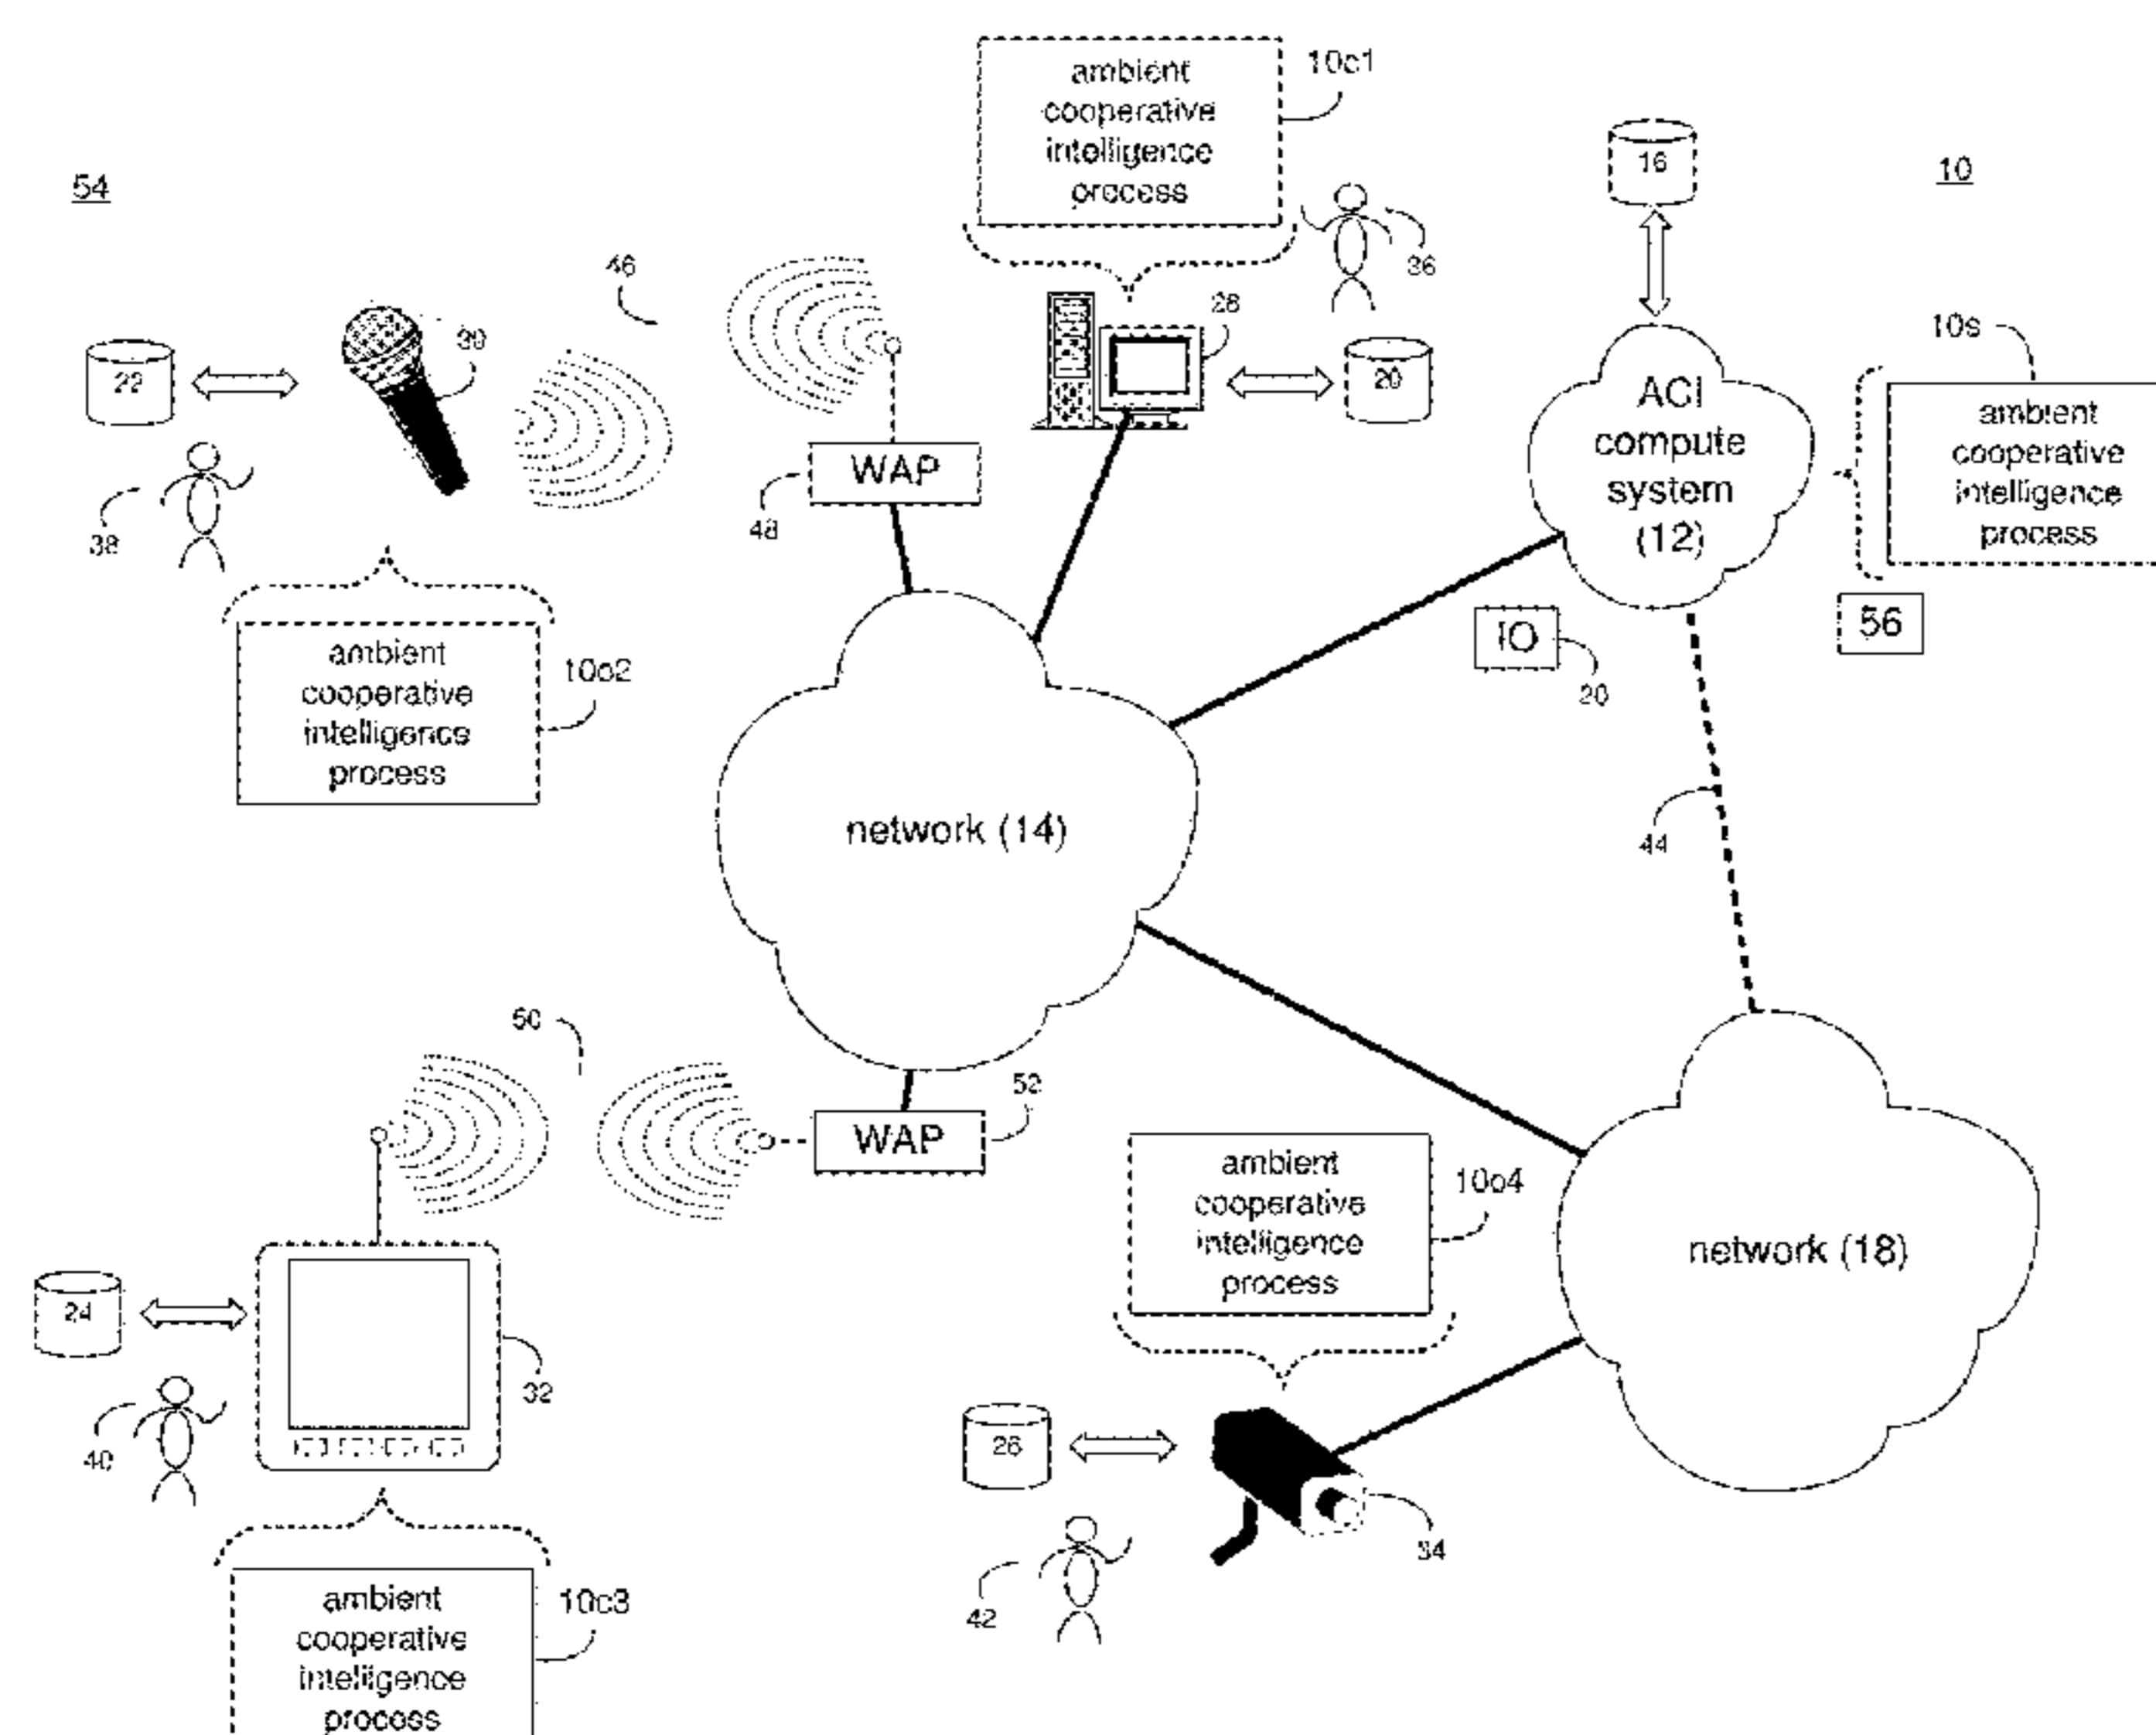 ambient
cooperative
intelligence
process
10c1
54
10
16
36
46
28
10s
30
22
20
ACI
compute
system
(12)
ambient
cooperative
intelligence
process
WAP
48
38
IO
20
56
ambient
cooperative
intelligence
process
10c2
network (14)
44
50
52
WAP
ambient
cooperative
intelligence
process
10c4
network (18)
24
32
40
26
34
42
ambient
cooperative
intelligence
process
10c3